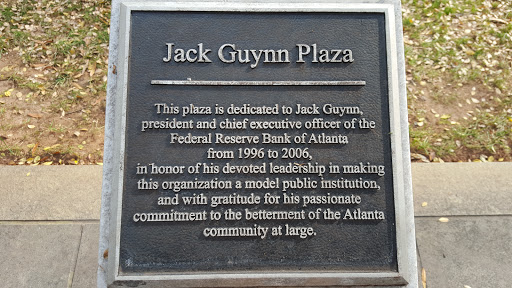 Jack Guynn Plaza
This plaza is dedicated to Jack Guynn,
president and chief executive officer of the
Federal Reserve Bank of Atlanta
from 1996 to 2006,
in honor of his devoted leadership in making
this organization a model public institution,
and with gratitude for his passionate
commitment to the betterment of the Atlanta
community at large.